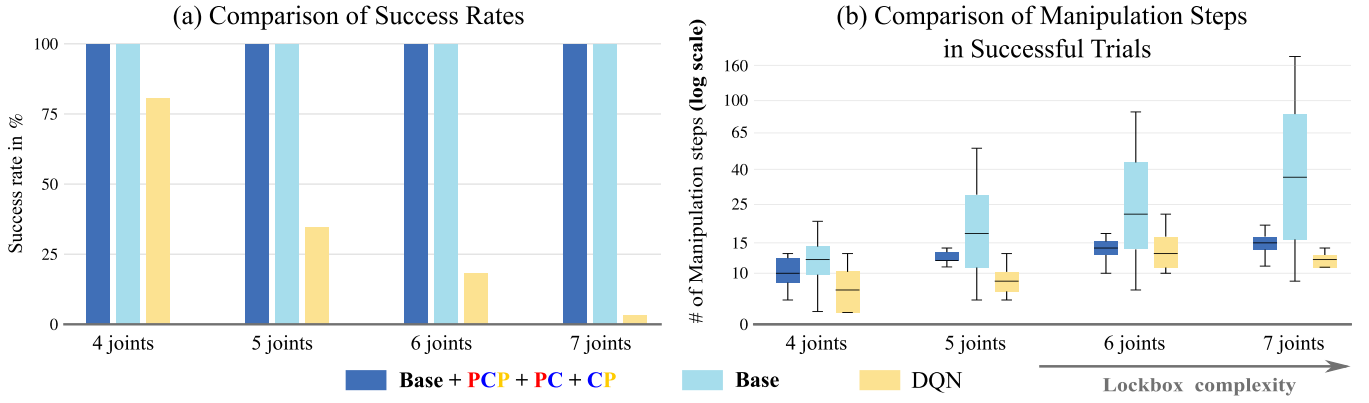 (a) Comparison of Success Rates
Success rate in %
100
75
50
25
0
4 joints
5 joints
6 joints
7 joints
(b) Comparison of Manipulation Steps
in Successful Trials
# of Manipulation steps (log scale)
160
100
65
40
25
15
10
0
4 joints
5 joints
6 joints
7 joints
Base + PCP + PC + CP
Base
DQN
Lockbox complexity